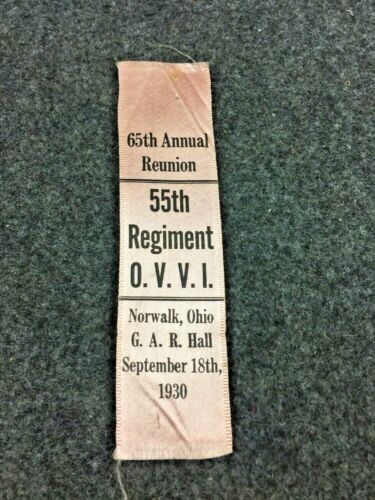 65th Annual
Reunion
55th
Regiment
O. V. V. I.
Norwalk, Ohio
G. A. R. Hall
September 18th,
1930